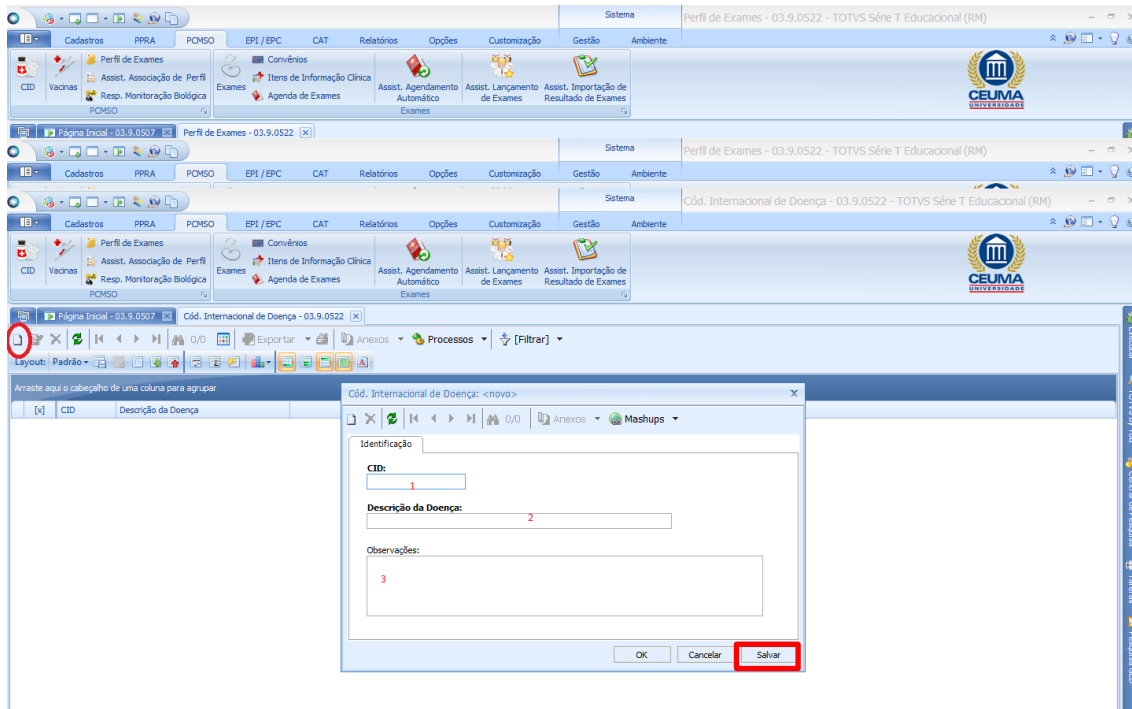 Sistema
Perfil de Exames - 03.9.0522 - TOTVS Série T Educacional (RM)
Cadastros PPRA PCMSO EPI / EPC CAT Relatórios Opções Customização Gestão Ambiente
CID
Vacinas
Perfil de Exames
Assist. Associação de Perfil
Resp. Monitoração Biológica
PCMSO
Exames
Convênios
Itens de Informação Clínica
Agenda de Exames
Assist. Agendamento Automático
Assist. Lançamento de Exames
Assist. Importação de Resultado de Exames
Exames
CEUMA
UNIVERSIDADE
Página Inicial - 03.9.0507 Perfil de Exames - 03.9.0522
Sistema
Perfil de Exames - 03.9.0522 - TOTVS Série T Educacional (RM)
Cadastros PPRA PCMSO EPI / EPC CAT Relatórios Opções Customização Gestão Ambiente
Sistema
Cód. Internacional de Doença - 03.9.0522 - TOTVS Série T Educacional (RM)
Cadastros PPRA PCMSO EPI / EPC CAT Relatórios Opções Customização Gestão Ambiente
CID
Vacinas
Perfil de Exames
Assist. Associação de Perfil
Resp. Monitoração Biológica
PCMSO
Exames
Convênios
Itens de Informação Clínica
Agenda de Exames
Assist. Agendamento Automático
Assist. Lançamento de Exames
Assist. Importação de Resultado de Exames
Exames
CEUMA
UNIVERSIDADE
Página Inicial - 03.9.0507 Cód. Internacional de Doença - 03.9.0522
0/0 Exportar Anexos Processos [Filtrar]
Layout: Padrão
Arraste aqui o cabeçalho de uma coluna para agrupar
[x] CID Descrição da Doença
Cód. Internacional de Doença: <novo>
0/0 Anexos Mashups
Identificação
CID:
1
Descrição da Doença:
2
Observações:
3
OK Cancelar Salvar